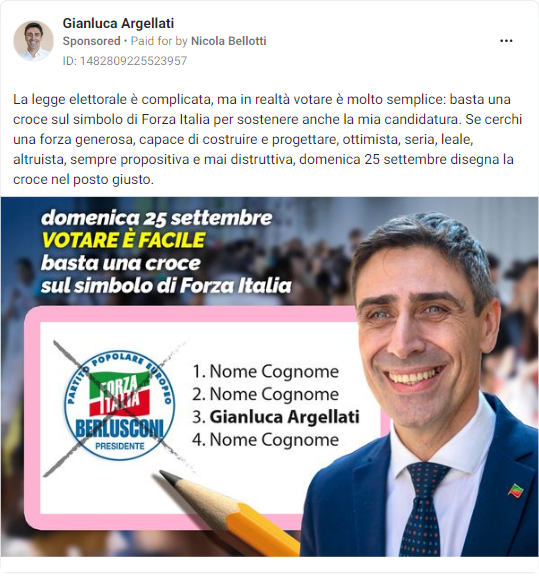 Gianluca Argellati
Sponsored • Paid for by Nicola Bellotti
ID: 1482809225523957
La legge elettorale è complicata, ma in realtà votare è molto semplice: basta una
croce sul simbolo di Forza Italia per sostenere anche la mia candidatura. Se cerchi
una forza generosa, capace di costruire e progettare, ottimista, seria, leale,
altruista, sempre propositiva e mai distruttiva, domenica 25 settembre disegna la
croce nel posto giusto.
domenica 25 settembre
VOTARE È FACILE
basta una croce
sul simbolo di Forza Italia
PARTITO POPOLARE EUROPEO
FORZA
ITALIA
BERLUSCONI
PRESIDENTE
1. Nome Cognome
2. Nome Cognome
3. Gianluca Argellati
4. Nome Cognome